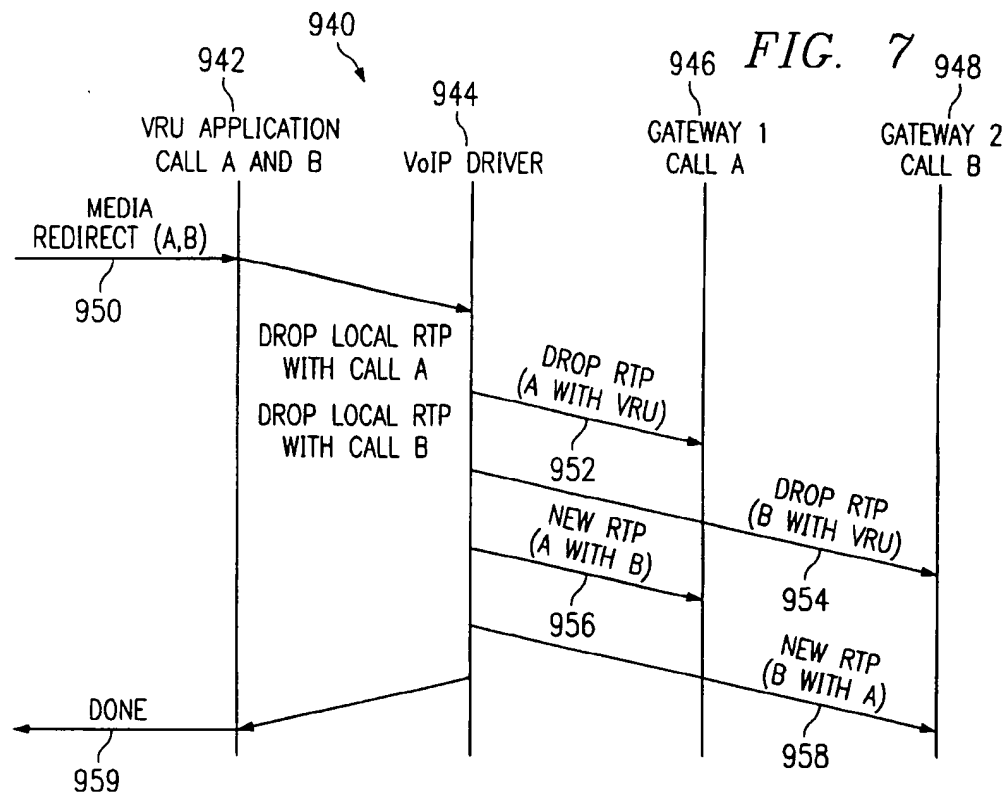 FIG. 7
940
942
944
946
948
VRU APPLICATION
CALL A AND B
VoIP DRIVER
GATEWAY 1
CALL A
GATEWAY 2
CALL B
MEDIA
REDIRECT (A,B)
950
DROP LOCAL RTP
WITH CALL A
DROP LOCAL RTP
WITH CALL B
DROP RTP
(A WITH VRU)
952
DROP RTP
(B WITH VRU)
954
NEW RTP
(A WITH B)
956
NEW RTP
(B WITH A)
958
DONE
959